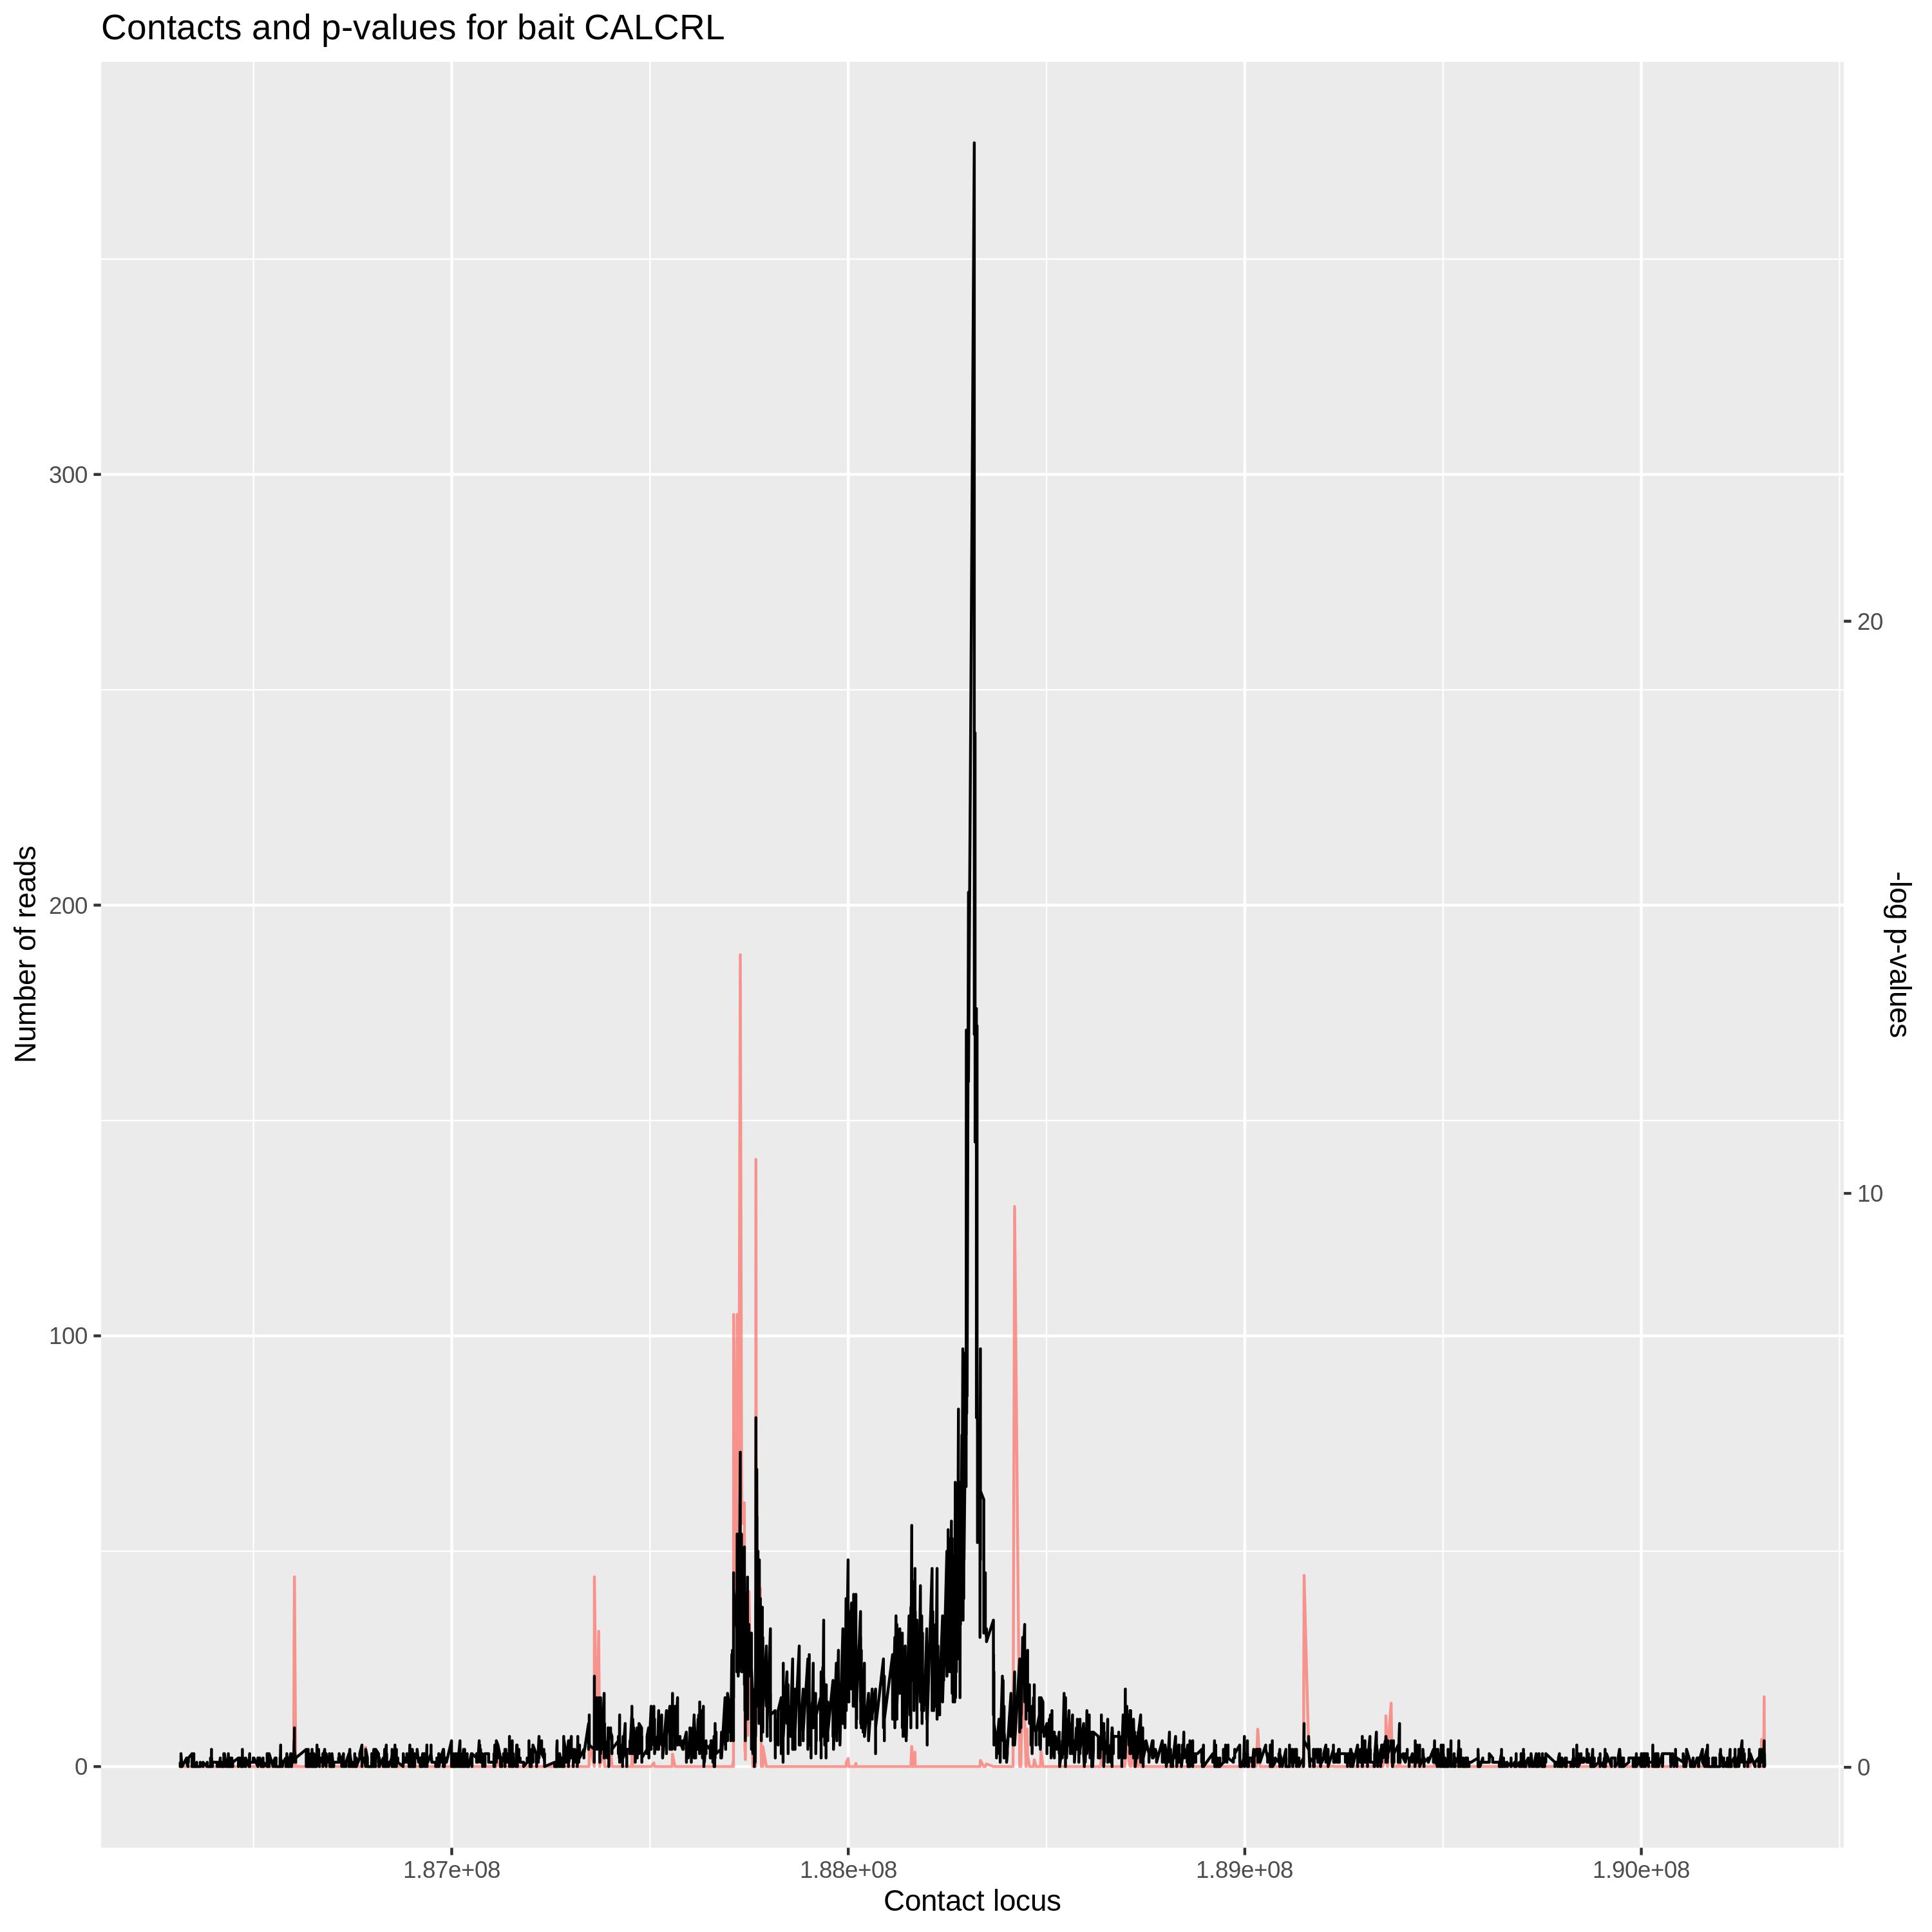 Contacts and p-values for bait CALCRL
300
200
100
0
Number of reads
20
10
0
-log p-values
1.87e+08
1.88e+08
1.89e+08
1.90e+08
Contact locus